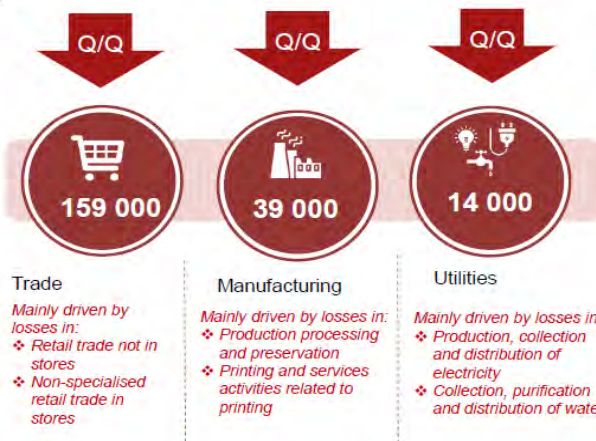 Q/Q
Q/Q
Q/Q
159 000
39 000
14 000
Trade
Mainly driven by
losses in:
❖ Retail trade not in
stores
❖ Non-specialised
retail trade in
stores
Manufacturing
Mainly driven by losses in:
❖ Production processing
and preservation
❖ Printing and services
activities related to
printing
Utilities
Mainly driven by losses in
❖ Production, collection
and distribution of
electricity
❖ Collection, purification
and distribution of wate